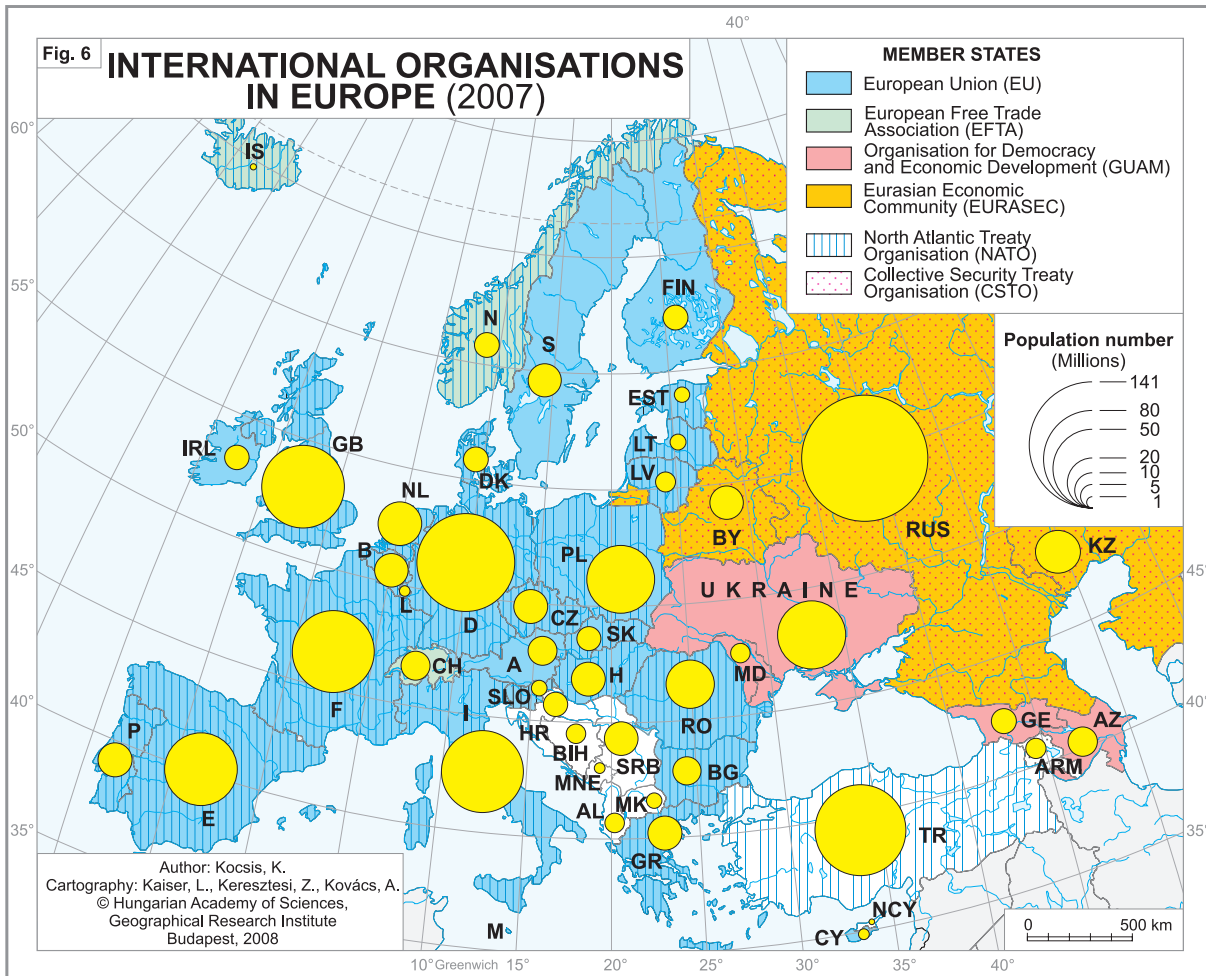 Fig. 6
INTERNATIONAL ORGANISATIONS
IN EUROPE (2007)
MEMBER STATES
European Union (EU)
European Free Trade
Association (EFTA)
Organisation for Democracy
and Economic Development (GUAM)
Eurasian Economic
Community (EURASEC)
North Atlantic Treaty
Organisation (NATO)
Collective Security Treaty
Organisation (CSTO)
Population number
(Millions)
141
80
50
20
10
5
1
40°
60°
55°
50°
45°
40°
35°
45°
40°
35°
IS
FIN
N
S
EST
IRL
GB
LT
DK
LV
NL
BY
RUS
KZ
B
PL
UKRAINE
L
D
CZ
SK
CH
A
H
MD
SLO
F
I
RO
GE
AZ
P
HR
BIH
SRB
BG
ARM
MNE
E
AL
MK
TR
GR
NCY
M
CY
Author: Kocsis, K.
Cartography: Kaiser, L., Keresztesi, Z., Kovács, A.
© Hungarian Academy of Sciences,
Geographical Research Institute
Budapest, 2008
0 500 km
10° Greenwich 15° 20° 25° 30° 35° 40°